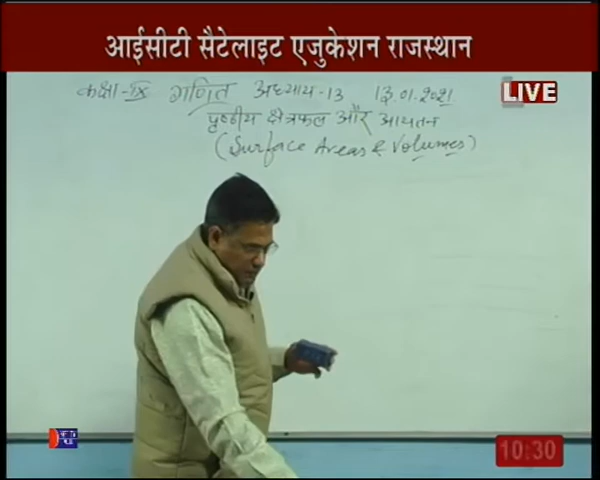 आईसीटी सैटेलाइट एजुकेशन राजस्थान
कक्षा-IX गणित अध्याय-13 13.01.2021
LIVE
पृष्ठीय क्षेत्रफल और आयतन
(Surface Areas & Volumes)
10:30